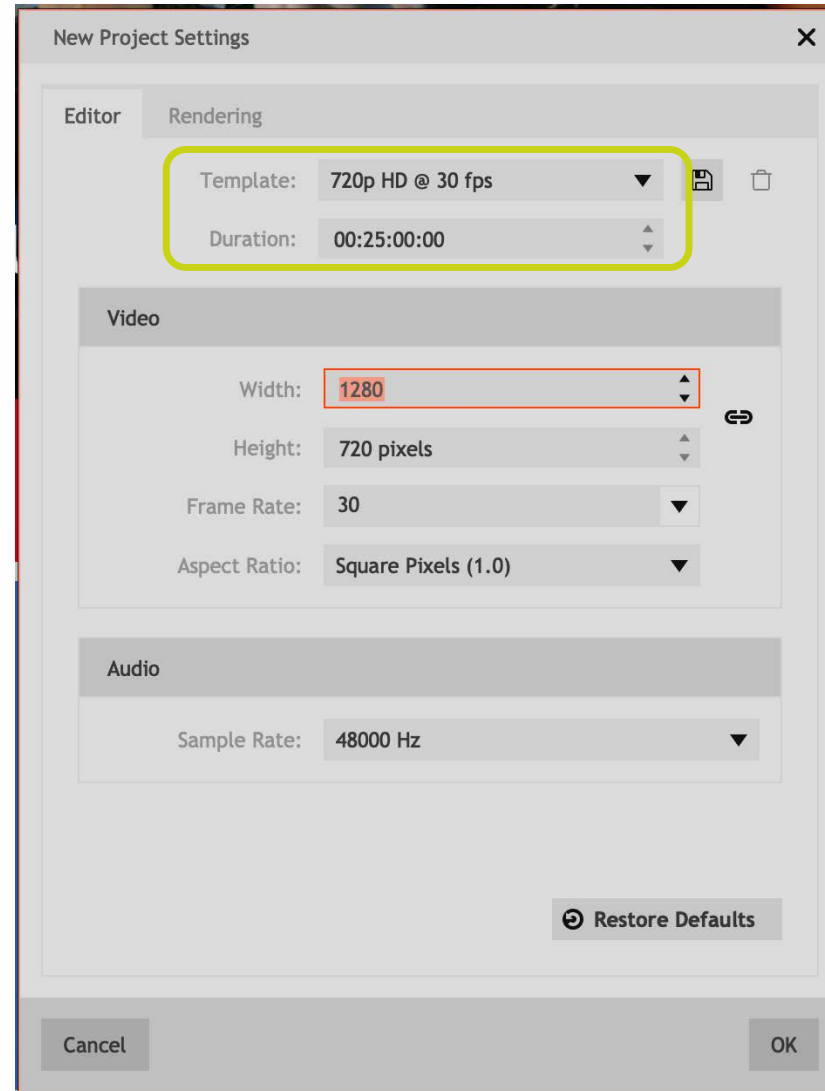 New Project Settings
Editor Rendering
Template: 720p HD @ 30 fps
Duration: 00:25:00:00
Video
Width: 1280
Height: 720 pixels
Frame Rate: 30
Aspect Ratio: Square Pixels (1.0)
Audio
Sample Rate: 48000 Hz
Restore Defaults
Cancel OK